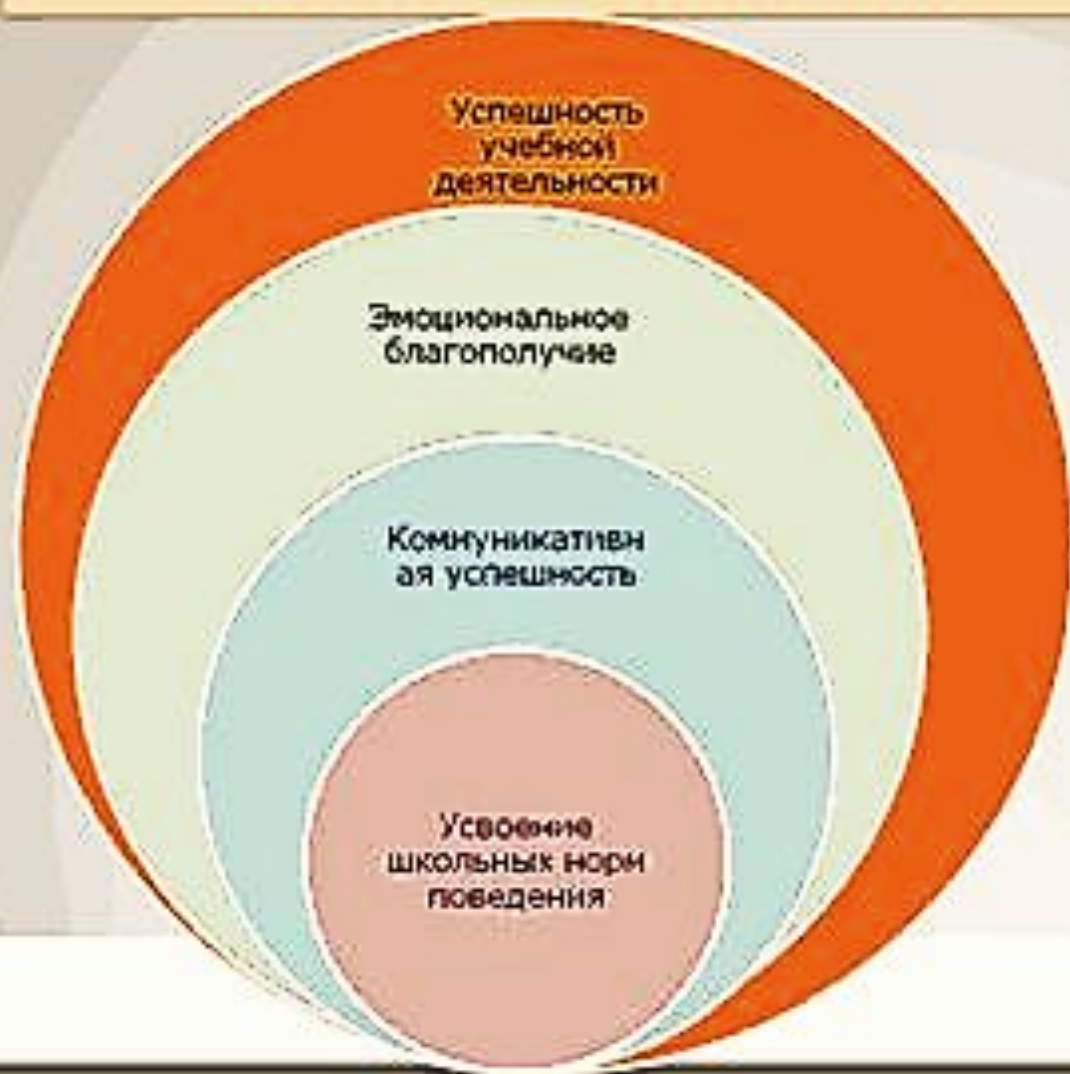 Успешность
учебной
деятельности
Эмоциональное
благополучие
Коммуникативн
ая успешность
Усвоение
школьных норм
поведения